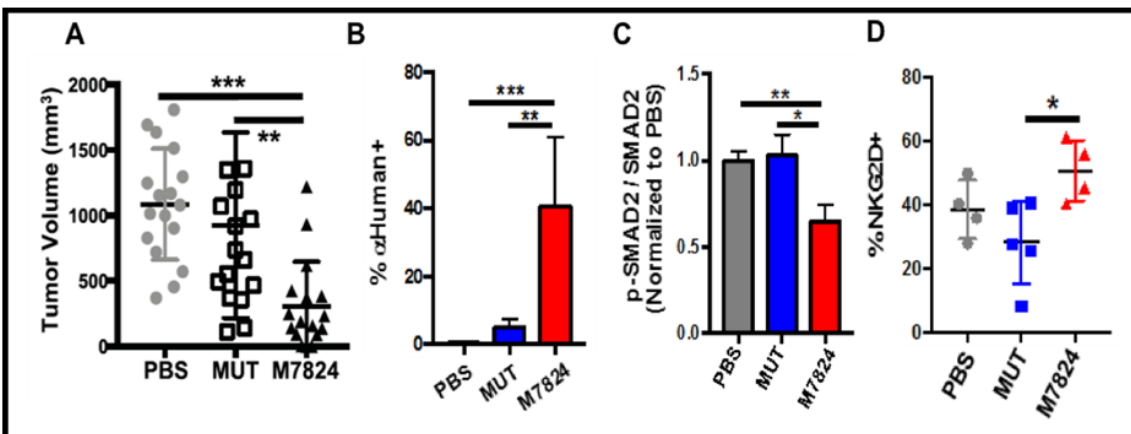 A
Tumor Volume (mm³)
2000
1500
1000
500
0
***
**
PBS MUT M7824
B
% αHuman+
80
60
40
20
0
***
**
PBS
MUT
M7824
C
p-SMAD2 / SMAD2
(Normalized to PBS)
1.5
1.0
0.5
0.0
**
*
PBS
MUT
M7824
D
%NKG2D+
80
60
40
20
0
*
PBS
MUT
M7824